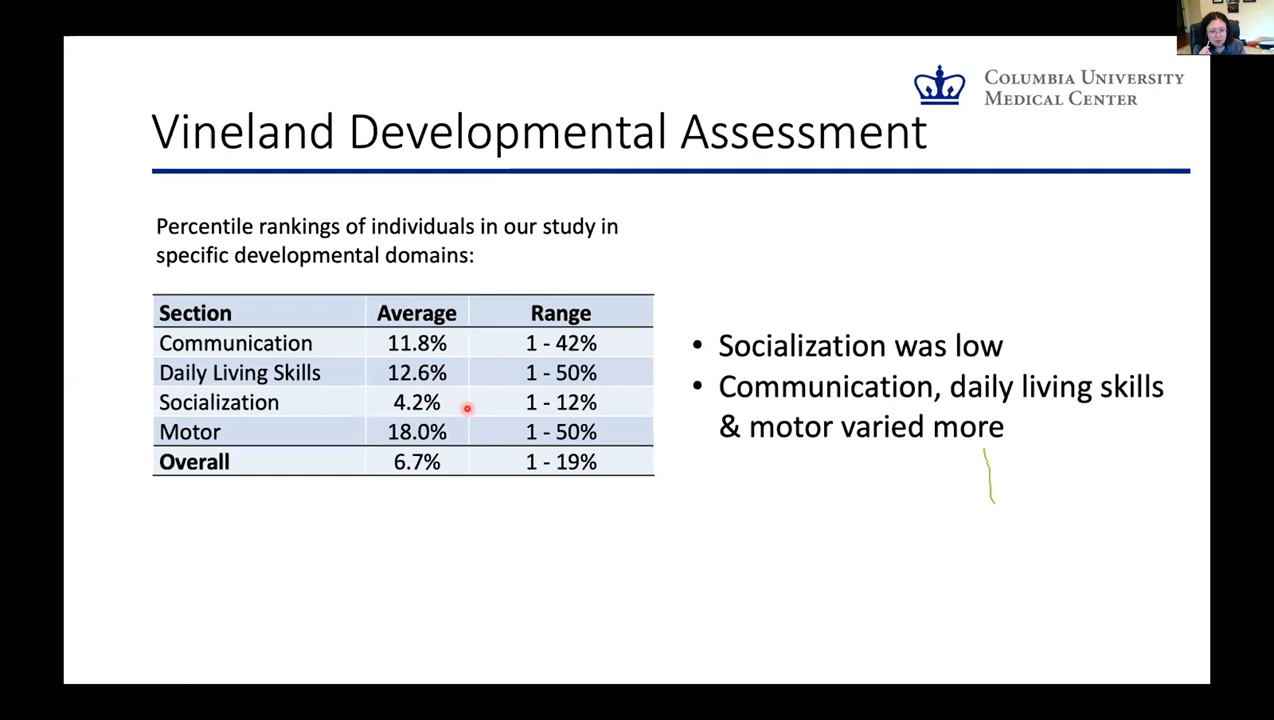 COLUMBIA UNIVERSITY
MEDICAL CENTER
Vineland Developmental Assessment
Percentile rankings of individuals in our study in
specific developmental domains:
Section Average Range
Communication 11.8% 1 - 42%
Daily Living Skills 12.6% 1 - 50%
Socialization 4.2% 1 - 12%
Motor 18.0% 1 - 50%
Overall 6.7% 1 - 19%
• Socialization was low
• Communication, daily living skills
& motor varied more